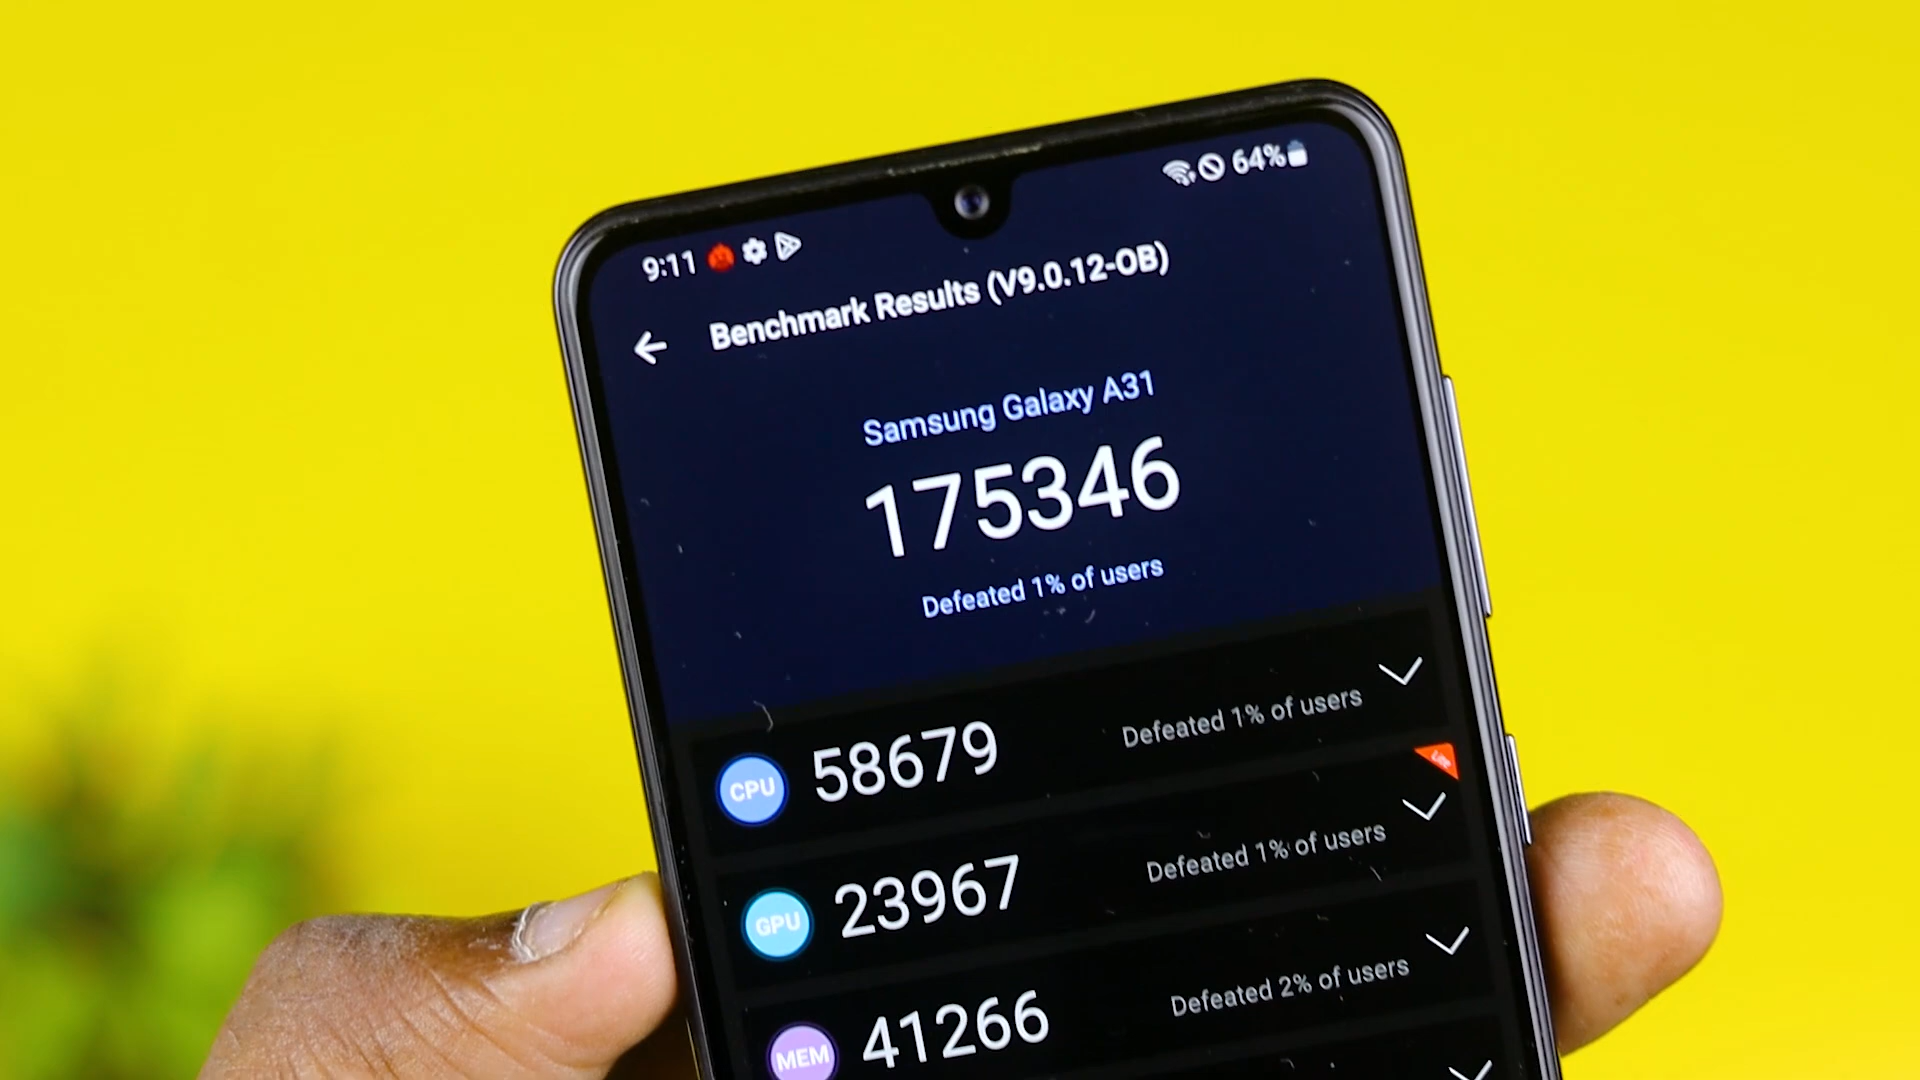 9:11
64%
Benchmark Results (V9.0.12-OB)
Samsung Galaxy A31
175346
Defeated 1% of users
CPU 58679 Defeated 1% of users
Lite
GPU 23967 Defeated 1% of users
MEM 41266 Defeated 2% of users